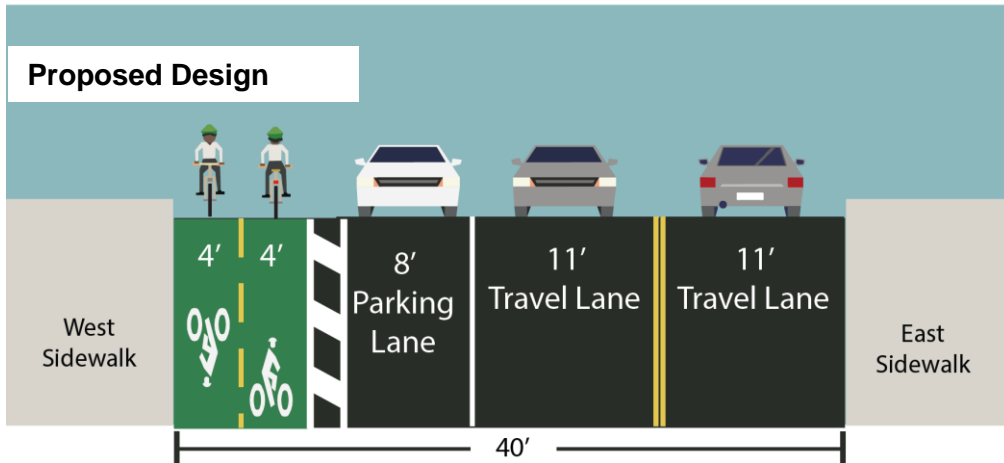 Proposed Design
4’ 4’
8’
Parking
Lane
11’
Travel Lane
11’
Travel Lane
West
Sidewalk
East
Sidewalk
40’